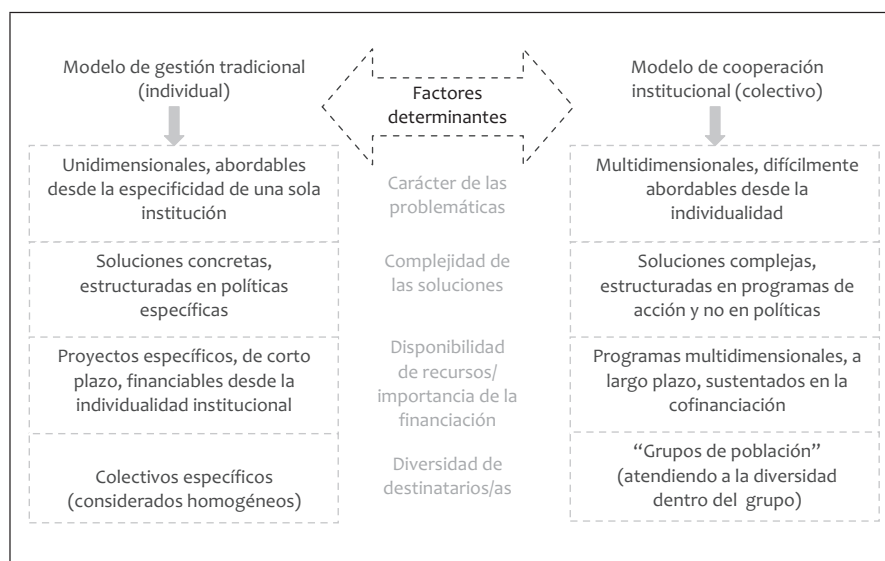 Modelo de gestión tradicional
(individual)
Factores
determinantes
Modelo de cooperación
institucional (colectivo)
Unidimensionales, abordables
desde la especificidad de una sola
institución
Carácter de las
problemáticas
Multidimensionales, difícilmente
abordables desde la
individualidad
Soluciones concretas,
estructuradas en políticas
específicas
Complejidad de
las soluciones
Soluciones complejas,
estructuradas en programas de
acción y no en políticas
Proyectos específicos, de corto
plazo, financiables desde la
individualidad institucional
Disponibilidad
de recursos/
importancia de la
financiación
Programas multidimensionales, a
largo plazo, sustentados en la
cofinanciación
Colectivos específicos
(considerados homogéneos)
Diversidad de
destinatarios/as
“Grupos de población”
(atendiendo a la diversidad
dentro del grupo)